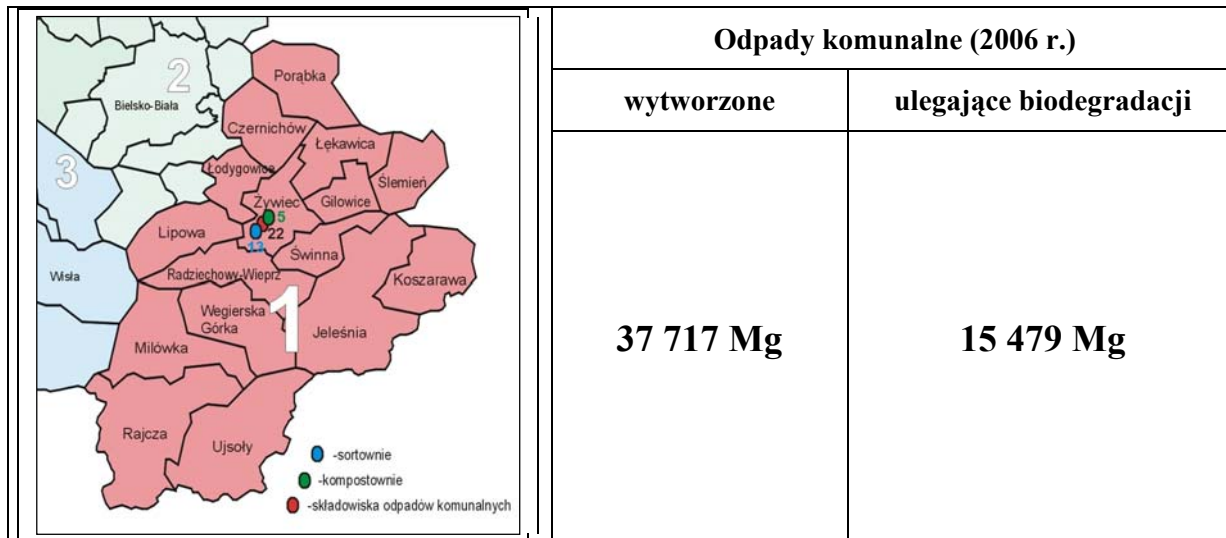 2
Bielsko-Biała
Porąbka
Czernichów
Łękawica
Łodygowice
Ślemień
3
Żywiec
Gilowice
5
Lipowa
22
13
Świnna
Wisła
Radziechowy-Wieprz
Koszarawa
Wegierska
Górka
1
Jeleśnia
Milówka
Rajcza
Ujsoły
-sortownie
-kompostownie
-składowiska odpadów komunalnych
Odpady komunalne (2006 r.)
wytworzone
ulegające biodegradacji
37 717 Mg
15 479 Mg